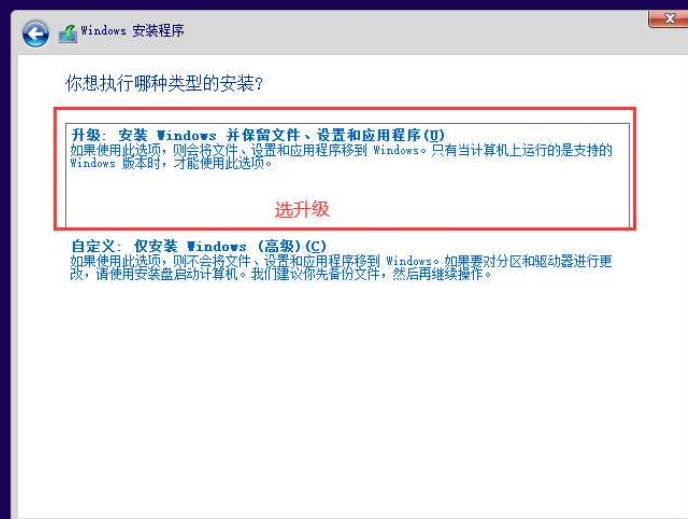 Windows 安装程序
你想执行哪种类型的安装?
升级: 安装 Windows 并保留文件、设置和应用程序(U)
如果使用此选项，则会将文件、设置和应用程序移到 Windows。只有当计算机上运行的是支持的
Windows 版本时，才能使用此选项。
选升级
自定义: 仅安装 Windows (高级)(C)
如果使用此选项，则不会将文件、设置和应用程序移到 Windows。如果要对分区和驱动器进行更
改，请使用安装盘启动计算机。我们建议你先备份文件，然后再继续操作。